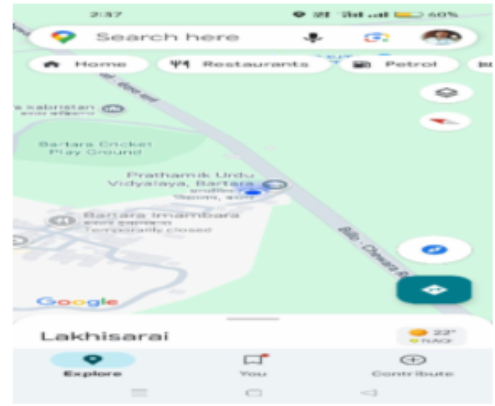 2:37
60%
Search here
Home
Restaurants
Petrol
Kabristan
Bartara Cricket
Play Ground
Prathamik Urdu
Vidyalaya, Bartara
Bartara Imambara
Temporarily closed
Google
Lakhisarai
22°
Explore
You
Contribute